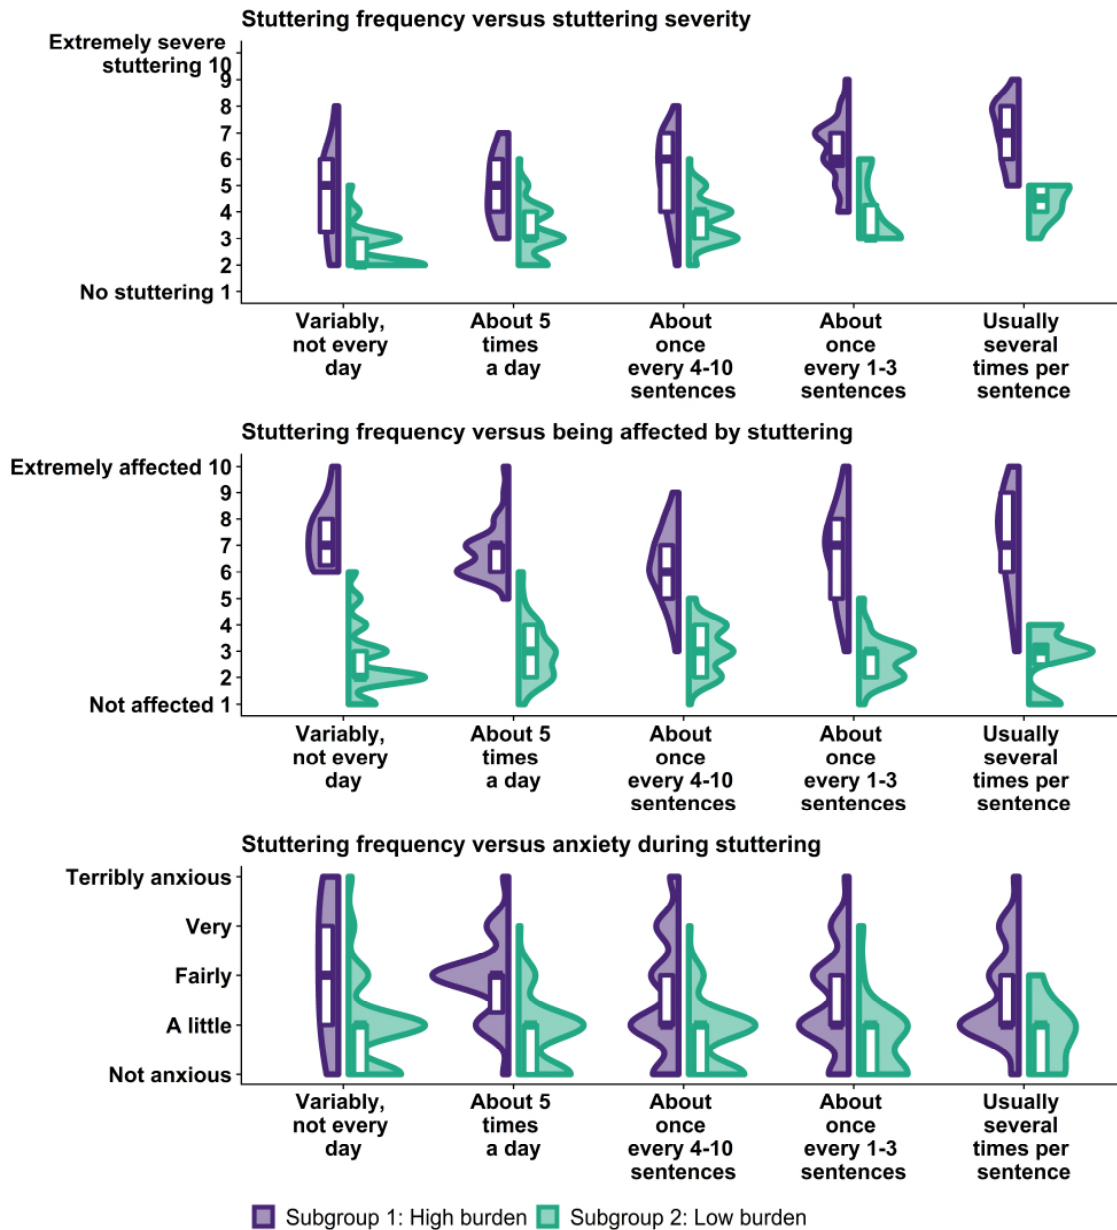 Stuttering frequency versus stuttering severity
Extremely severe
stuttering 10
9
8
7
6
5
4
3
2
No stuttering 1
Variably,
not every
day
About 5
times
a day
About
once
every 4-10
sentences
About
once
every 1-3
sentences
Usually
several
times per
sentence
Stuttering frequency versus being affected by stuttering
Extremely affected 10
9
8
7
6
5
4
3
2
Not affected 1
Variably,
not every
day
About 5
times
a day
About
once
every 4-10
sentences
About
once
every 1-3
sentences
Usually
several
times per
sentence
Stuttering frequency versus anxiety during stuttering
Terribly anxious
Very
Fairly
A little
Not anxious
Variably,
not every
day
About 5
times
a day
About
once
every 4-10
sentences
About
once
every 1-3
sentences
Usually
several
times per
sentence
Subgroup 1: High burden
Subgroup 2: Low burden